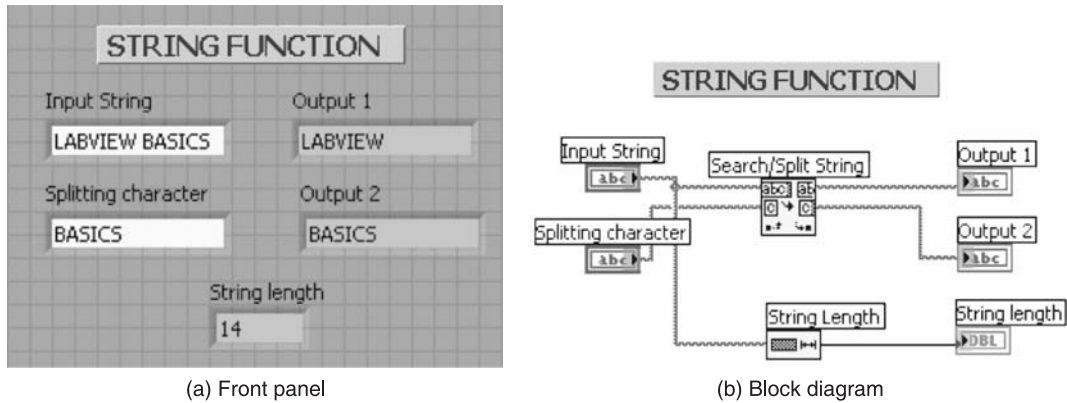 STRING FUNCTION
Input String
Output 1
LABVIEW BASICS
LABVIEW
Splitting character
Output 2
BASICS
BASICS
String length
14
(a) Front panel
STRING FUNCTION
Input String
abc
Search/Split String
Output 1
abc
Splitting character
abc
Output 2
abc
String Length
String length
DBL
(b) Block diagram